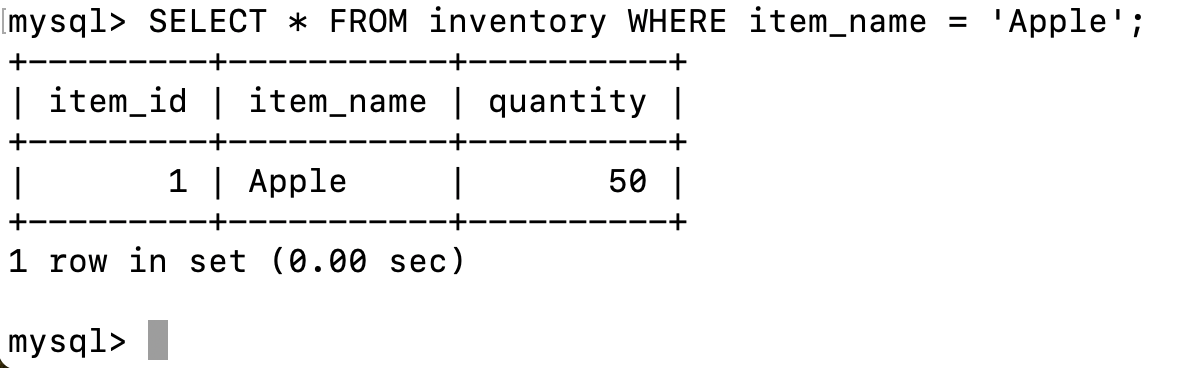 [mysql> SELECT * FROM inventory WHERE item_name = 'Apple';
+---------+-----------+----------+
| item_id | item_name | quantity |
+---------+-----------+----------+
|       1 | Apple     |       50 |
+---------+-----------+----------+
1 row in set (0.00 sec)
mysql>